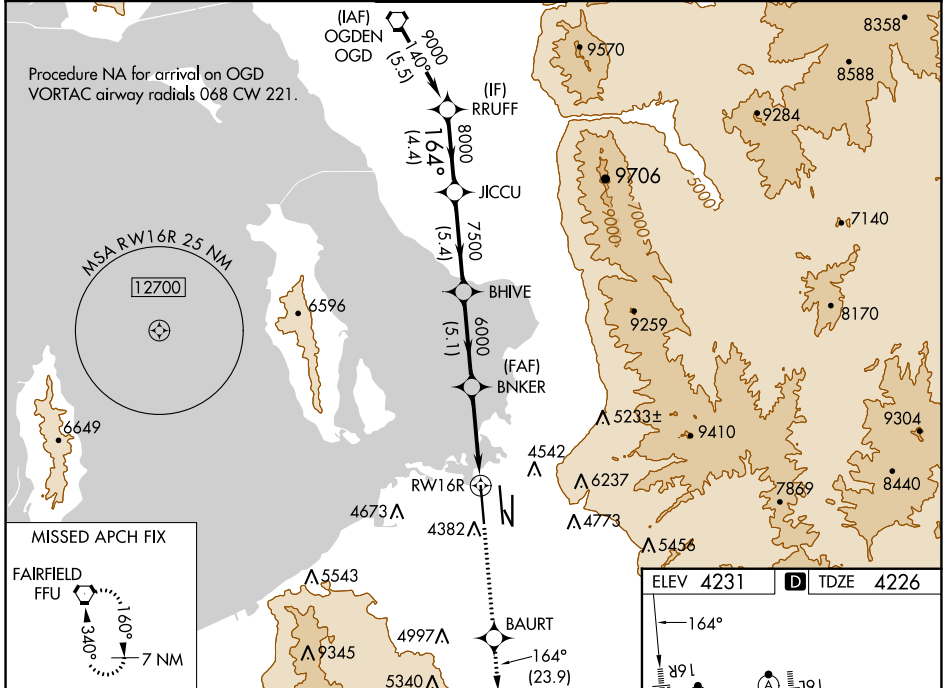 (IAF)
OGDEN
OGD
9000
140°
(5.5)
Procedure NA for arrival on OGD
VORTAC airway radials 068 CW 221.
(IF)
RRUFF
8000
164°
(4.4)
JICCU
7500
(5.4)
BHIVE
6000
(5.1)
(FAF)
BNKER
RW16R
MSA RW16R 25 NM
12700
6596
6649
9570
8358
8588
9284
9706
5000
7000
9000
7140
8170
9259
5233±
9410
9304
4542
6237
7869
8440
4673
4382
4773
5456
5543
9345
4997
5340
BAURT
164°
(23.9)
MISSED APCH FIX
FAIRFIELD
FFU
160°
340°
7 NM
ELEV 4231
D
TDZE 4226
164°
16R
A
16L